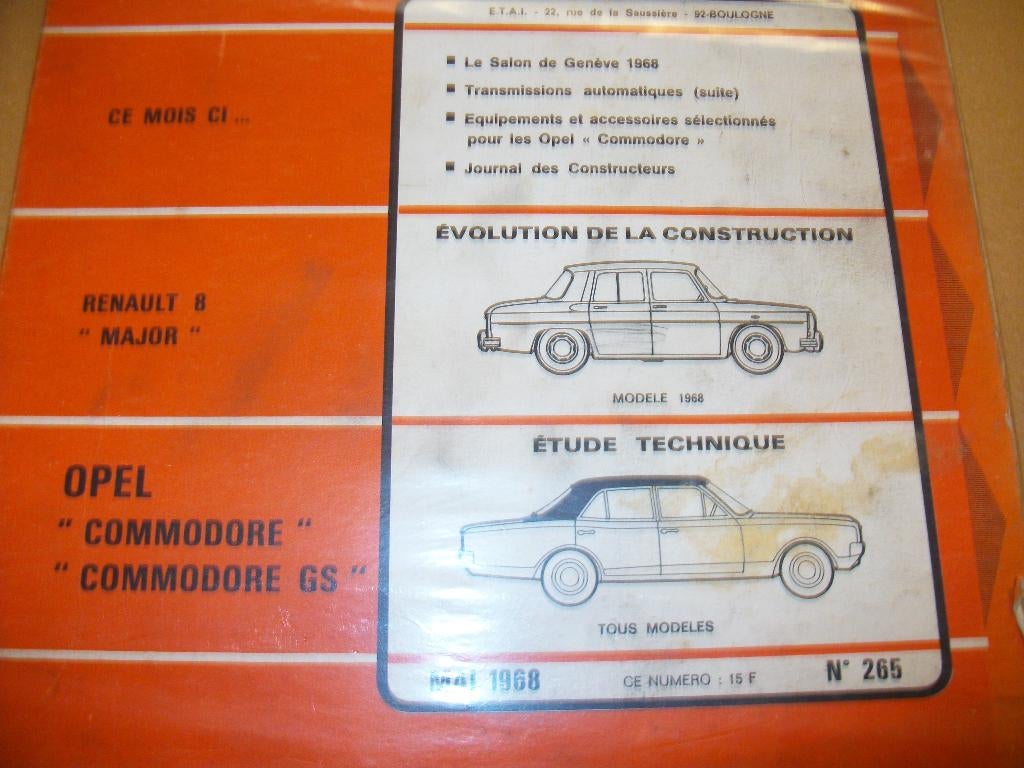 E.T.A.I. - 22, rue de la Saussière - 92-BOULOGNE
CE MOIS CI ...
■ Le Salon de Genève 1968
■ Transmissions automatiques (suite)
■ Equipements et accessoires sélectionnés
pour les Opel « Commodore »
■ Journal des Constructeurs
RENAULT 8
" MAJOR "
ÉVOLUTION DE LA CONSTRUCTION
MODELE 1968
OPEL
" COMMODORE "
" COMMODORE GS "
ÉTUDE TECHNIQUE
TOUS MODELES
MAI 1968
CE NUMERO : 15 F
N° 265